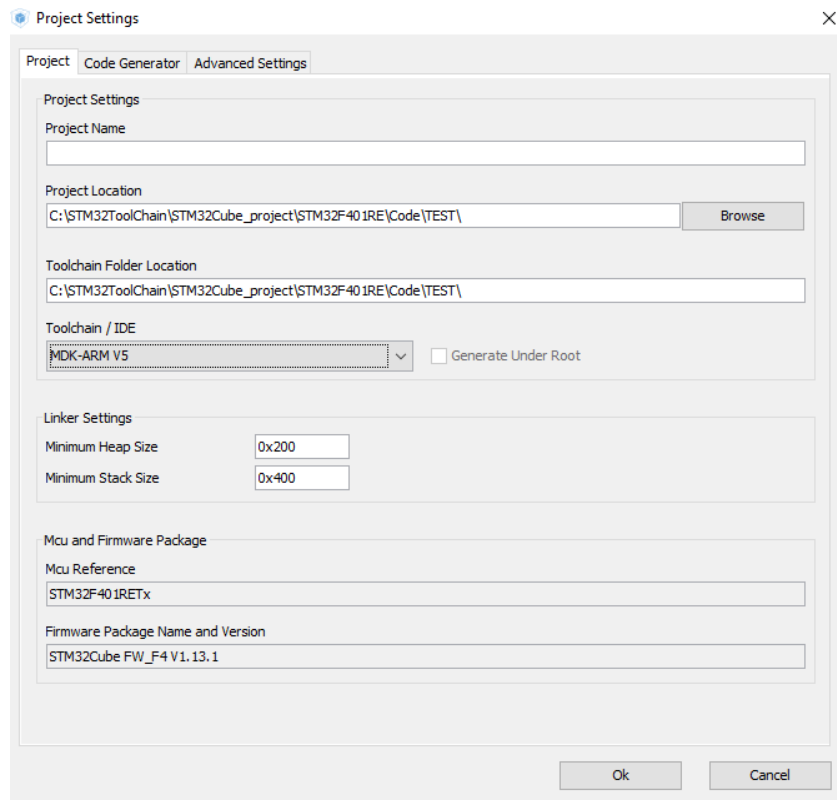 Project Settings
Project Code Generator Advanced Settings
Project Settings
Project Name
Project Location
C:\STM32ToolChain\STM32Cube_project\STM32F401RE\Code\TEST\ Browse
Toolchain Folder Location
C:\STM32ToolChain\STM32Cube_project\STM32F401RE\Code\TEST\
Toolchain / IDE
MDK-ARM V5 Generate Under Root
Linker Settings
Minimum Heap Size 0x200
Minimum Stack Size 0x400
Mcu and Firmware Package
Mcu Reference
STM32F401RETx
Firmware Package Name and Version
STM32Cube FW_F4 V1.13.1
Ok Cancel